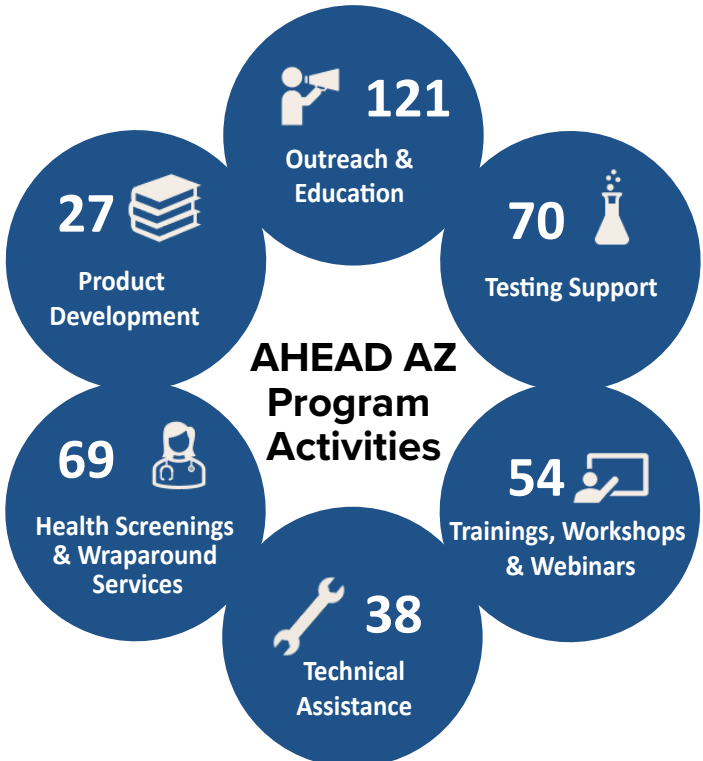 121
Outreach &
Education
70
Testing Support
54
Trainings, Workshops
& Webinars
38
Technical
Assistance
69
Health Screenings
& Wraparound
Services
27
Product
Development
AHEAD AZ
Program
Activities